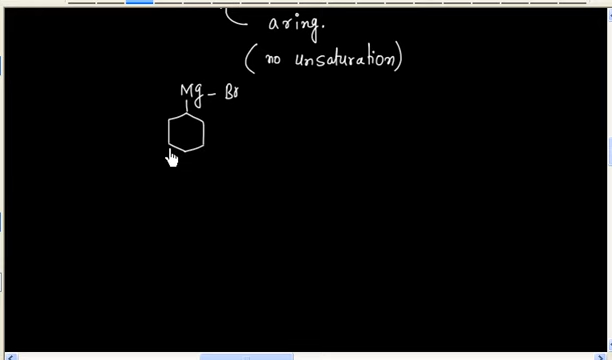 a ring.
( no unsaturation)
Mg - Br